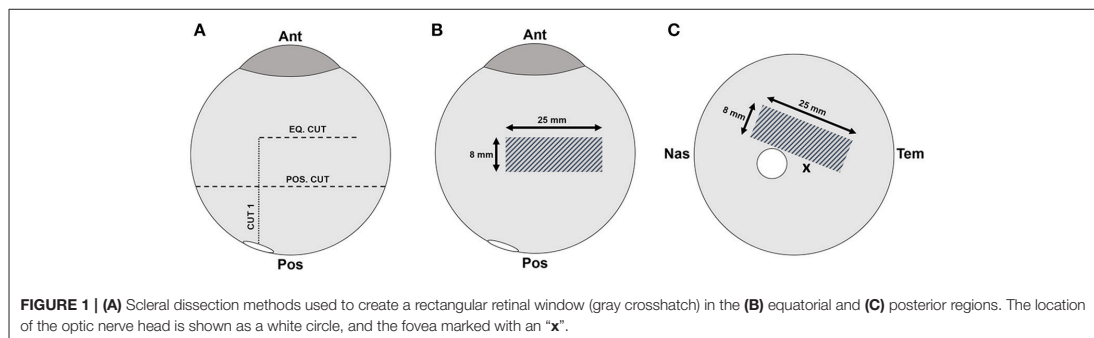 A
Ant
EQ. CUT
POS. CUT
CUT 1
Pos
B
Ant
25 mm
8 mm
Pos
C
25 mm
8 mm
Nas
Tem
x
FIGURE 1 | (A) Scleral dissection methods used to create a rectangular retinal window (gray crosshatch) in the (B) equatorial and (C) posterior regions. The location
of the optic nerve head is shown as a white circle, and the fovea marked with an “x”.